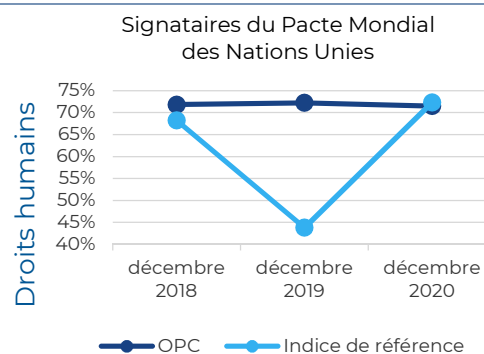 Signataires du Pacte Mondial
des Nations Unies
Droits humains
75%
70%
65%
60%
55%
50%
45%
40%
décembre 2018
décembre 2019
décembre 2020
OPC
Indice de référence